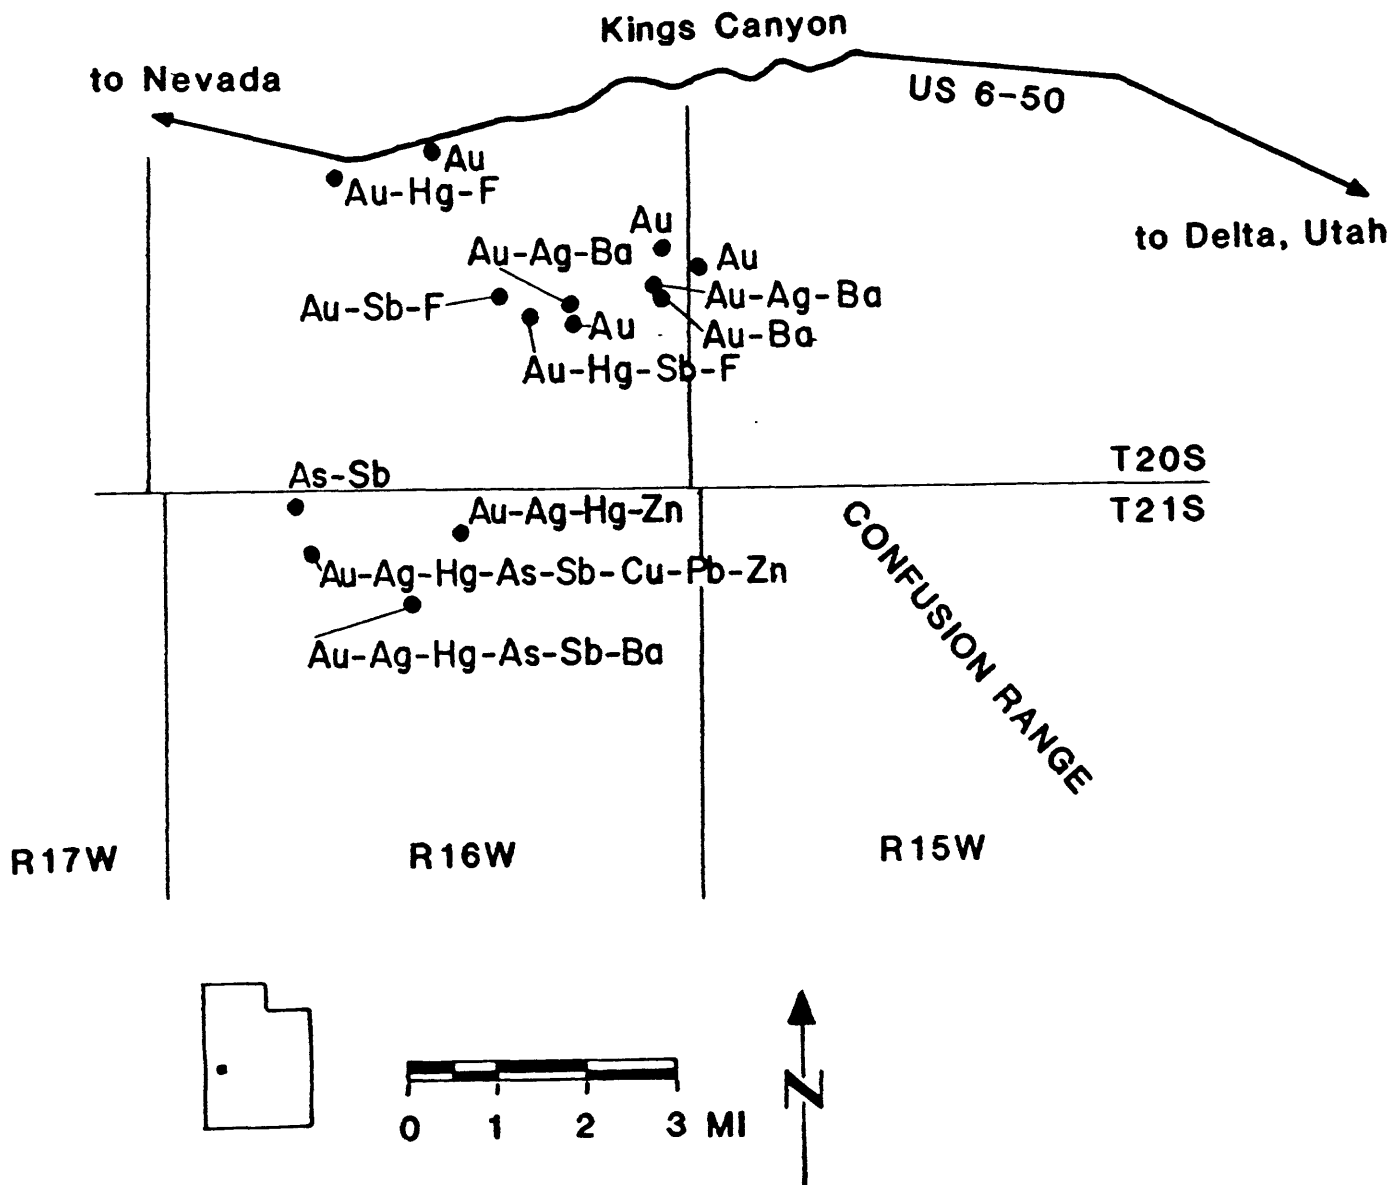 Kings Canyon
to Nevada
US 6-50
Au
Au-Hg-F
to Delta, Utah
Au
Au-Ag-Ba
Au
Au-Sb-F
Au-Ag-Ba
Au
Au-Ba
Au-Hg-Sb-F
T20S
As-Sb
Au-Ag-Hg-Zn
T21S
CONFUSION RANGE
Au-Ag-Hg-As-Sb-Cu-Pb-Zn
Au-Ag-Hg-As-Sb-Ba
R17W
R16W
R15W
0 1 2 3 MI
N